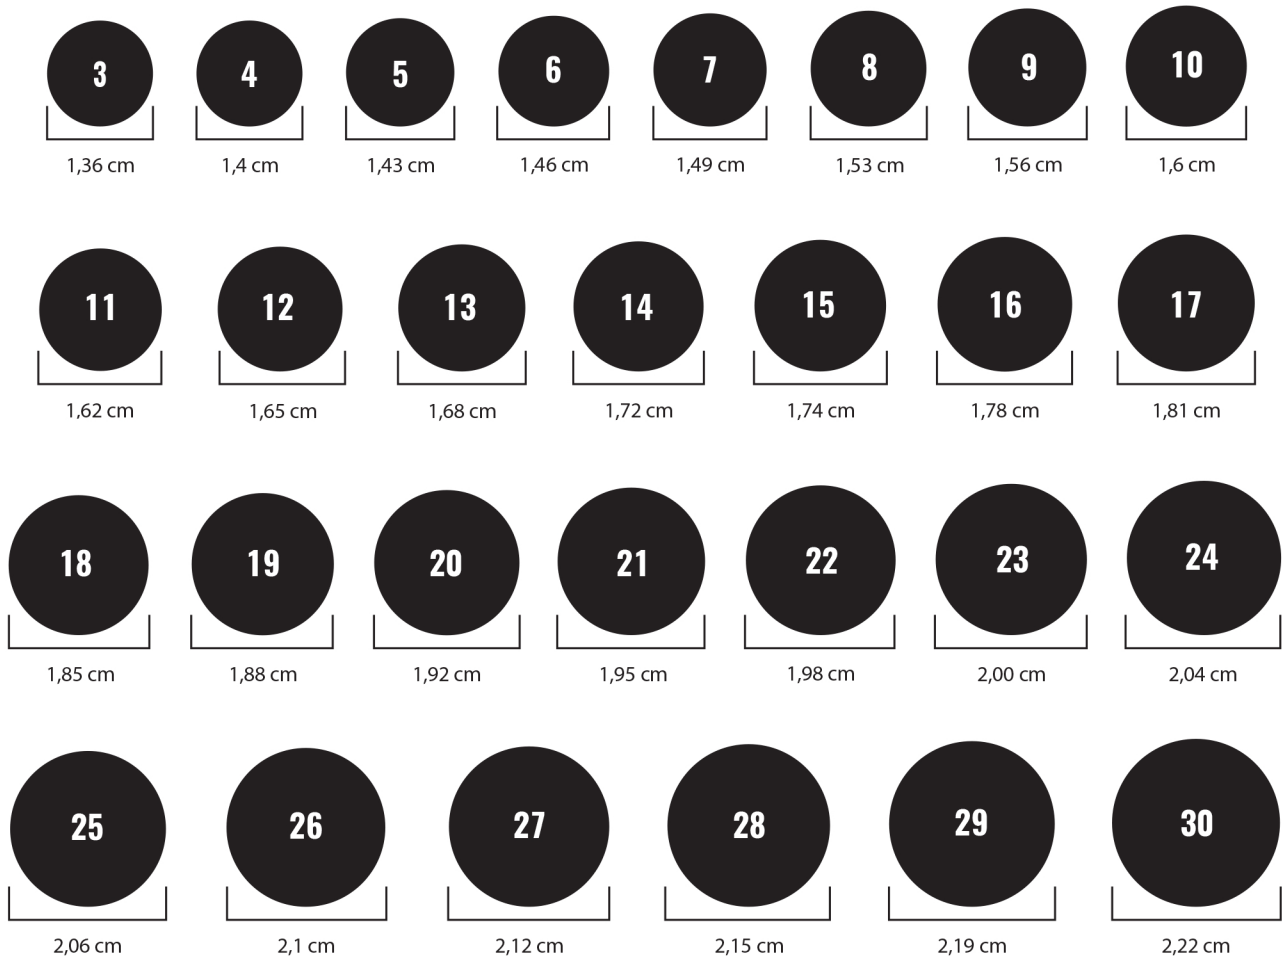 3 4 5 6 7 8 9 10
1,36 cm 1,4 cm 1,43 cm 1,46 cm 1,49 cm 1,53 cm 1,56 cm 1,6 cm
11 12 13 14 15 16 17
1,62 cm 1,65 cm 1,68 cm 1,72 cm 1,74 cm 1,78 cm 1,81 cm
18 19 20 21 22 23 24
1,85 cm 1,88 cm 1,92 cm 1,95 cm 1,98 cm 2,00 cm 2,04 cm
25 26 27 28 29 30
2,06 cm 2,1 cm 2,12 cm 2,15 cm 2,19 cm 2,22 cm